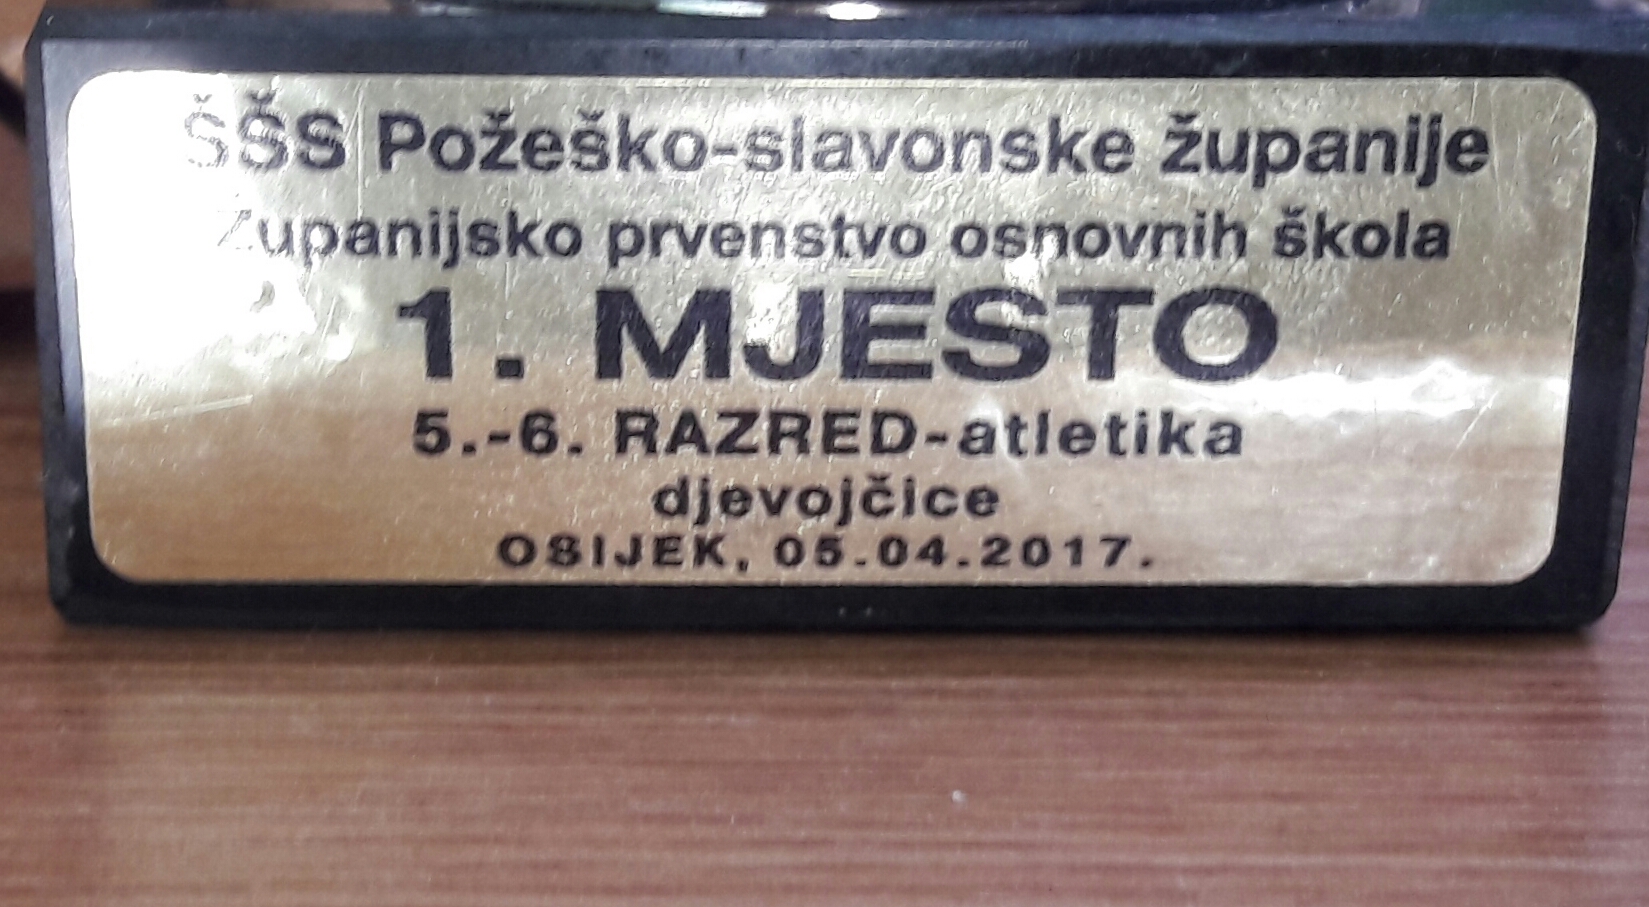 ŠŠS Požeško-slavonske županije
Županijsko prvenstvo osnovnih škola
1. MJESTO
5.-6. RAZRED-atletika
djevojčice
OSIJEK, 05.04.2017.